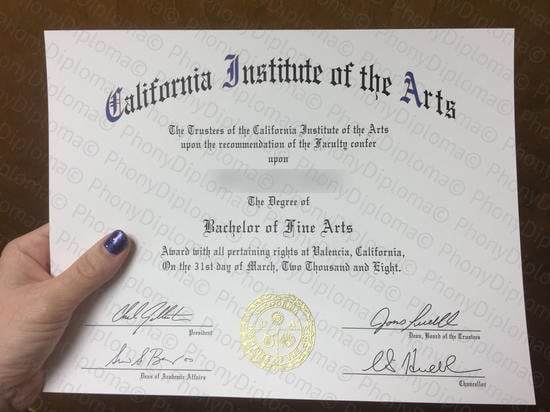 California Institute of the Arts
The Trustees of the California Institute of the Arts
upon the recommendation of the Faculty confer
upon
The Degree of
Bachelor of Fine Arts
Award with all pertaining rights at Valencia, California,
On the 31st day of March, Two Thousand and Eight.
President
Dean, Board of the Trustees
Dean of Academic Affairs
Chancellor
PhonyDiploma©